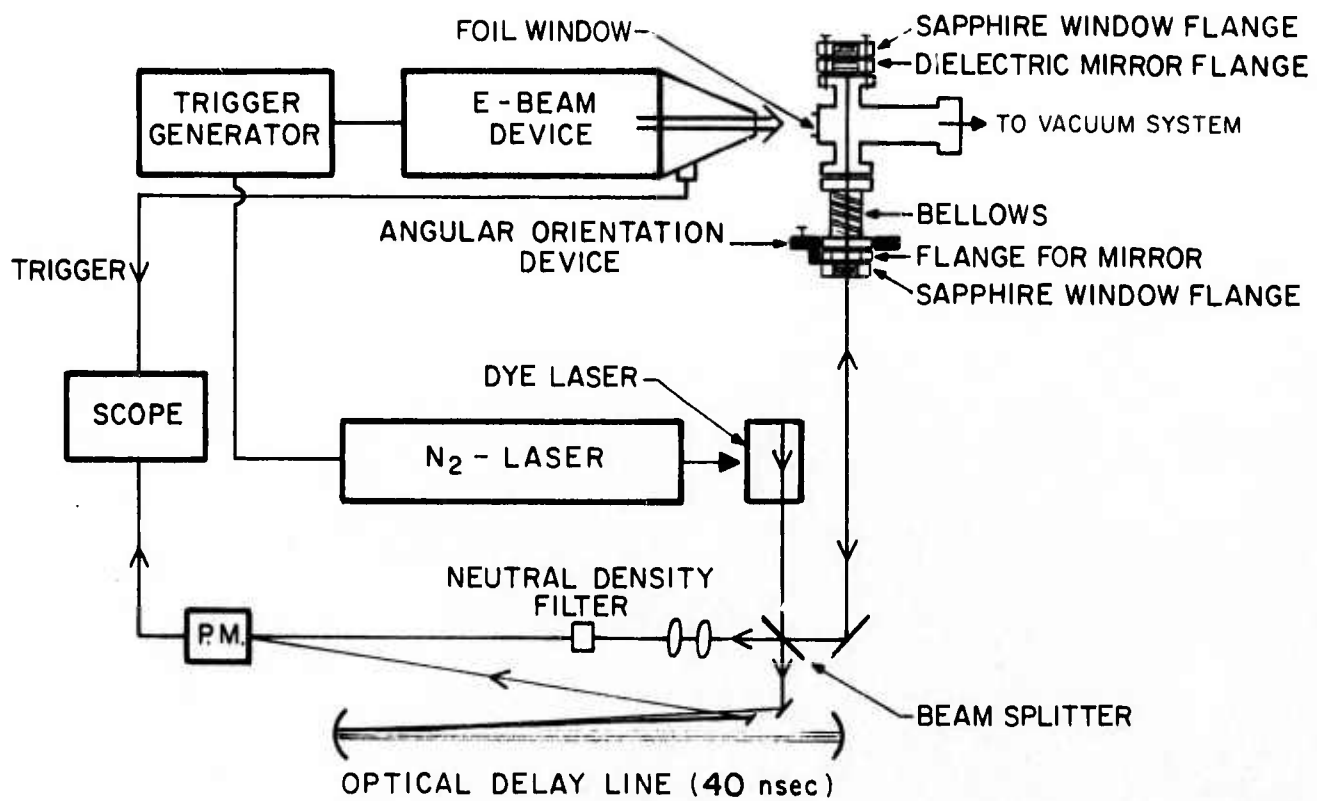 FOIL WINDOW
SAPPHIRE WINDOW FLANGE
DIELECTRIC MIRROR FLANGE
TRIGGER
GENERATOR
E-BEAM
DEVICE
TO VACUUM SYSTEM
BELLOWS
ANGULAR ORIENTATION
DEVICE
FLANGE FOR MIRROR
SAPPHIRE WINDOW FLANGE
TRIGGER
DYE LASER
SCOPE
N2-LASER
NEUTRAL DENSITY
FILTER
P.M.
BEAM SPLITTER
OPTICAL DELAY LINE (40 nsec)